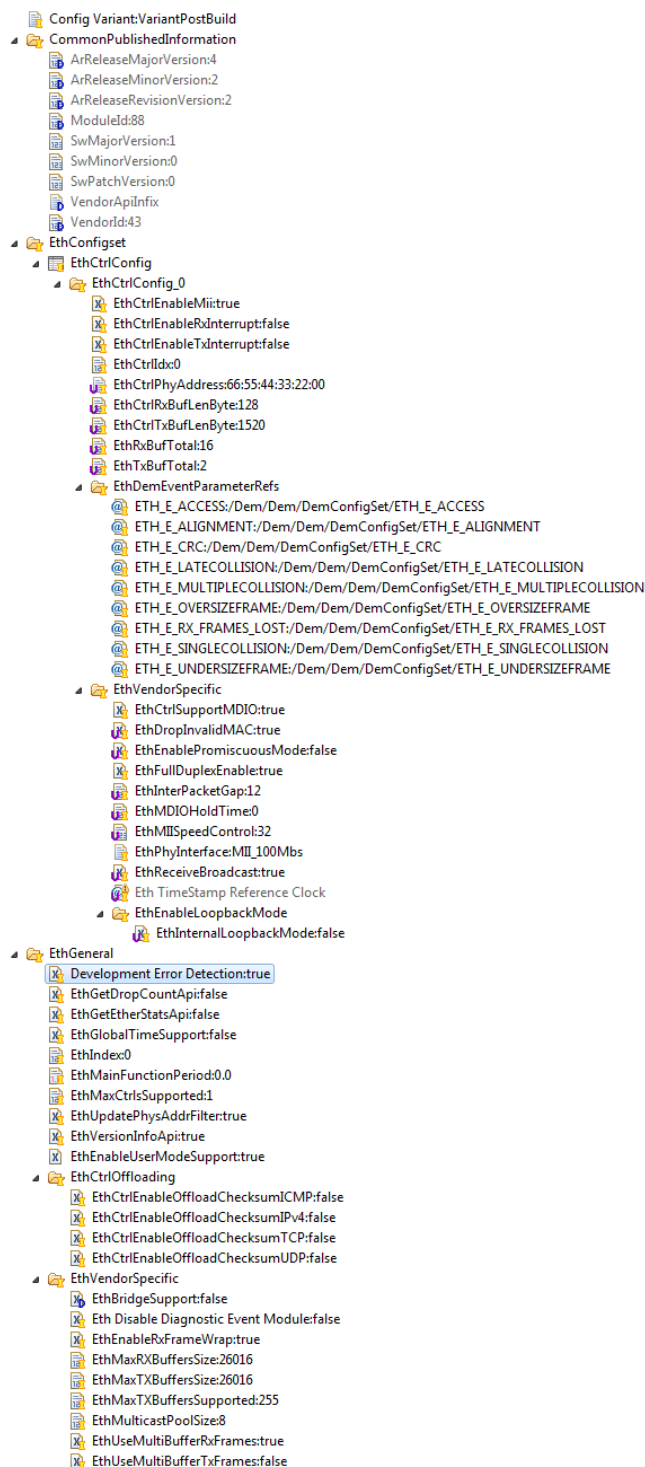 Config Variant:VariantPostBuild
CommonPublishedInformation
ArReleaseMajorVersion:4
ArReleaseMinorVersion:2
ArReleaseRevisionVersion:2
ModuleId:88
SwMajorVersion:1
SwMinorVersion:0
SwPatchVersion:0
VendorApiInfix
VendorId:43
EthConfigset
EthCtrlConfig
EthCtrlConfig_0
EthCtrlEnableMii:true
EthCtrlEnableRxInterrupt:false
EthCtrlEnableTxInterrupt:false
EthCtrlIdx:0
EthCtrlPhyAddress:66:55:44:33:22:00
EthCtrlRxBufLenByte:128
EthCtrlTxBufLenByte:1520
EthRxBufTotal:16
EthTxBufTotal:2
EthDemEventParameterRefs
ETH_E_ACCESS:/Dem/Dem/DemConfigSet/ETH_E_ACCESS
ETH_E_ALIGNMENT:/Dem/Dem/DemConfigSet/ETH_E_ALIGNMENT
ETH_E_CRC:/Dem/Dem/DemConfigSet/ETH_E_CRC
ETH_E_LATECOLLISION:/Dem/Dem/DemConfigSet/ETH_E_LATECOLLISION
ETH_E_MULTIPLECOLLISION:/Dem/Dem/DemConfigSet/ETH_E_MULTIPLECOLLISION
ETH_E_OVERSIZEFRAME:/Dem/Dem/DemConfigSet/ETH_E_OVERSIZEFRAME
ETH_E_RX_FRAMES_LOST:/Dem/Dem/DemConfigSet/ETH_E_RX_FRAMES_LOST
ETH_E_SINGLECOLLISION:/Dem/Dem/DemConfigSet/ETH_E_SINGLECOLLISION
ETH_E_UNDERSIZEFRAME:/Dem/Dem/DemConfigSet/ETH_E_UNDERSIZEFRAME
EthVendorSpecific
EthCtrlSupportMDIO:true
EthDropInvalidMAC:true
EthEnablePromiscuousMode:false
EthFullDuplexEnable:true
EthInterPacketGap:12
EthMDIOHoldTime:0
EthMIISpeedControl:32
EthPhyInterface:MII_100Mbs
EthReceiveBroadcast:true
Eth TimeStamp Reference Clock
EthEnableLoopbackMode
EthInternalLoopbackMode:false
EthGeneral
Development Error Detection:true
EthGetDropCountApi:false
EthGetEtherStatsApi:false
EthGlobalTimeSupport:false
EthIndex:0
EthMainFunctionPeriod:0.0
EthMaxCtrlsSupported:1
EthUpdatePhysAddrFilter:true
EthVersionInfoApi:true
EthEnableUserModeSupport:true
EthCtrlOffloading
EthCtrlEnableOffloadChecksumICMP:false
EthCtrlEnableOffloadChecksumIPv4:false
EthCtrlEnableOffloadChecksumTCP:false
EthCtrlEnableOffloadChecksumUDP:false
EthVendorSpecific
EthBridgeSupport:false
Eth Disable Diagnostic Event Module:false
EthEnableRxFrameWrap:true
EthMaxRXBuffersSize:26016
EthMaxTXBuffersSize:26016
EthMaxTXBuffersSupported:255
EthMulticastPoolSize:8
EthUseMultiBufferRxFrames:true
EthUseMultiBufferTxFrames:false